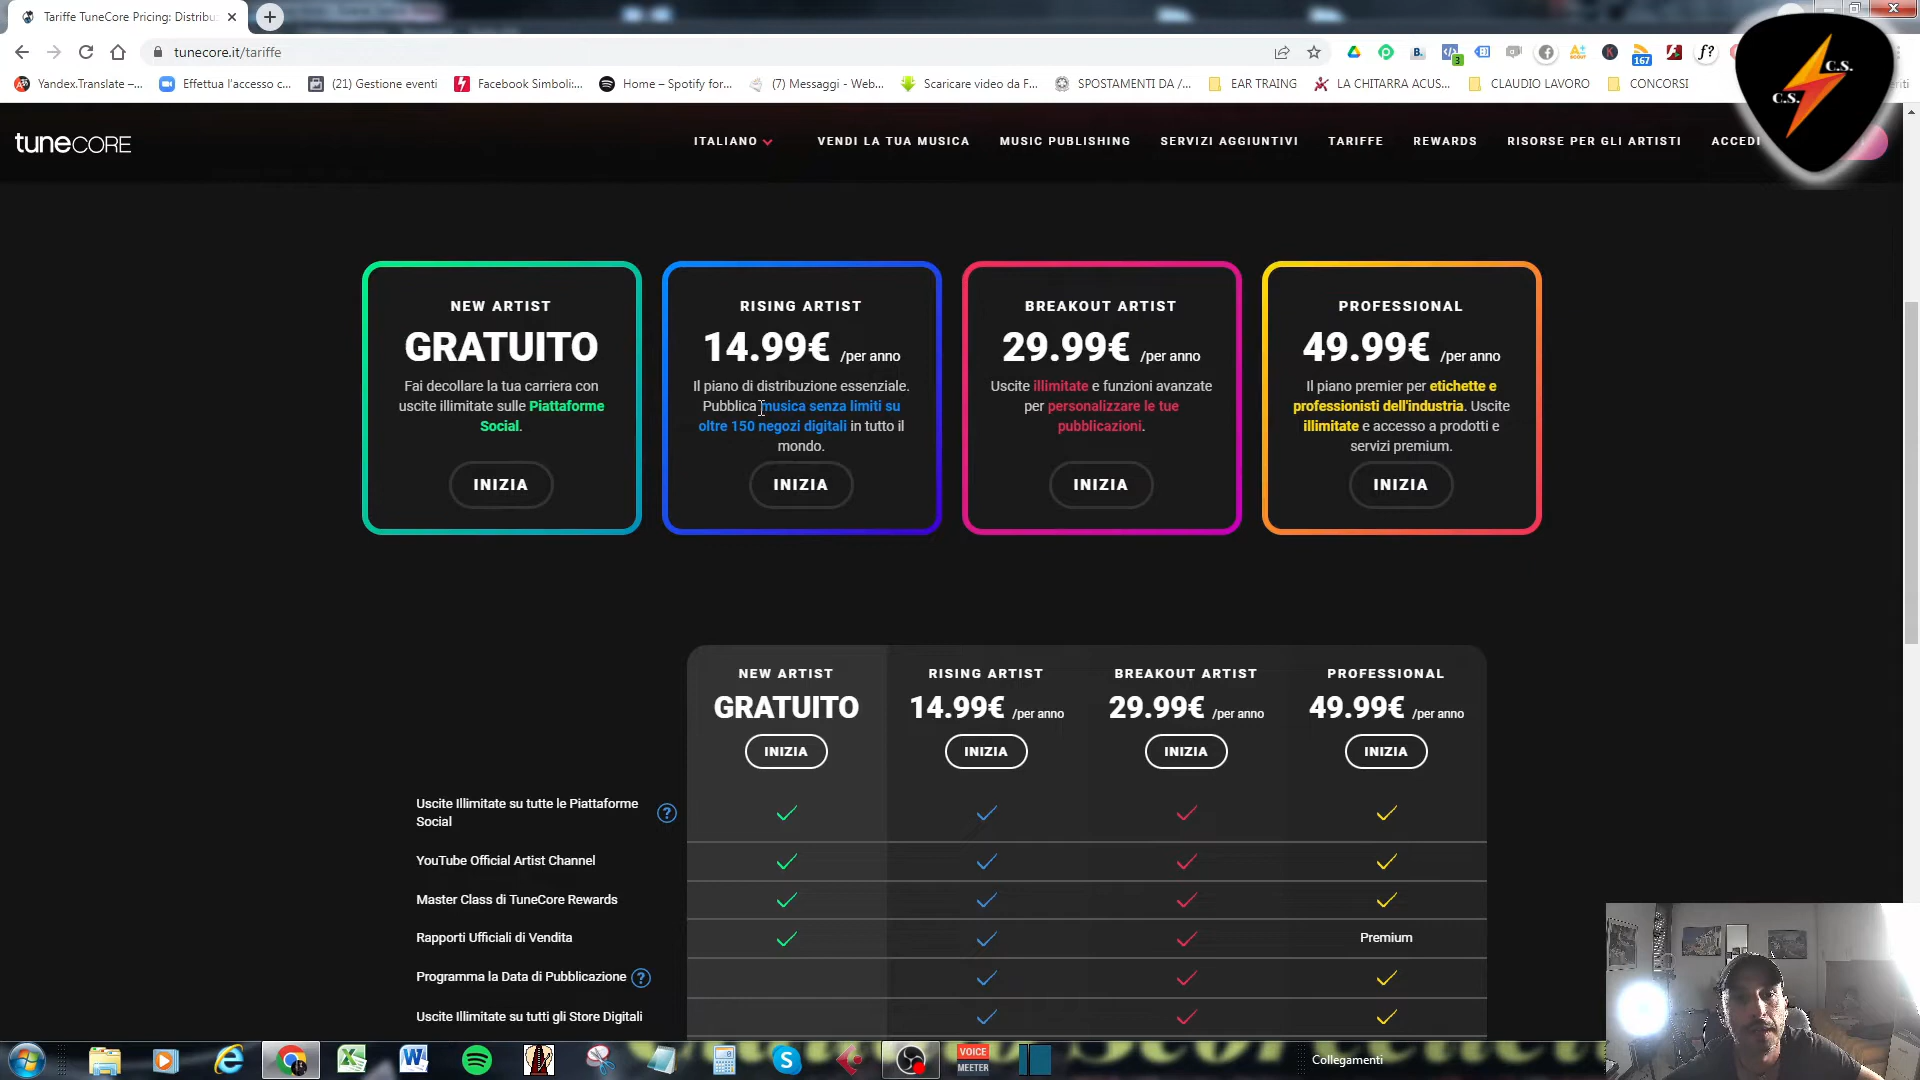 Tariffe TuneCore Pricing: Distribu
tunecore.it/tariffe
3
167
f?
Yandex.Translate –...
Effettua l'accesso c...
(21) Gestione eventi
Facebook Simboli:...
Home – Spotify for...
(7) Messaggi - Web...
Scaricare video da F...
SPOSTAMENTI DA /...
EAR TRAING
LA CHITARRA ACUS...
CLAUDIO LAVORO
CONCORSI
C.S.
C.S.
tuneCORE
ITALIANO
VENDI LA TUA MUSICA
MUSIC PUBLISHING
SERVIZI AGGIUNTIVI
TARIFFE
REWARDS
RISORSE PER GLI ARTISTI
ACCEDI
NEW ARTIST
GRATUITO
Fai decollare la tua carriera con
uscite illimitate sulle Piattaforme
Social.
INIZIA
RISING ARTIST
14.99€ /per anno
Il piano di distribuzione essenziale.
Pubblica musica senza limiti su
oltre 150 negozi digitali in tutto il
mondo.
INIZIA
BREAKOUT ARTIST
29.99€ /per anno
Uscite illimitate e funzioni avanzate
per personalizzare le tue
pubblicazioni.
INIZIA
PROFESSIONAL
49.99€ /per anno
Il piano premier per etichette e
professionisti dell'industria. Uscite
illimitate e accesso a prodotti e
servizi premium.
INIZIA
NEW ARTIST
GRATUITO
INIZIA
RISING ARTIST
14.99€ /per anno
INIZIA
BREAKOUT ARTIST
29.99€ /per anno
INIZIA
PROFESSIONAL
49.99€ /per anno
INIZIA
Uscite Illimitate su tutte le Piattaforme
Social
?
YouTube Official Artist Channel
Master Class di TuneCore Rewards
Rapporti Ufficiali di Vendita
Premium
Programma la Data di Pubblicazione ?
Uscite Illimitate su tutti gli Store Digitali
VOICE
MEETER
Collegamenti